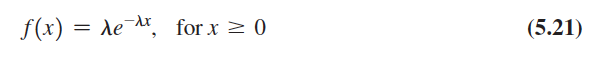 f(x) = λe^{-λx}, for x ≥ 0 (5.21)